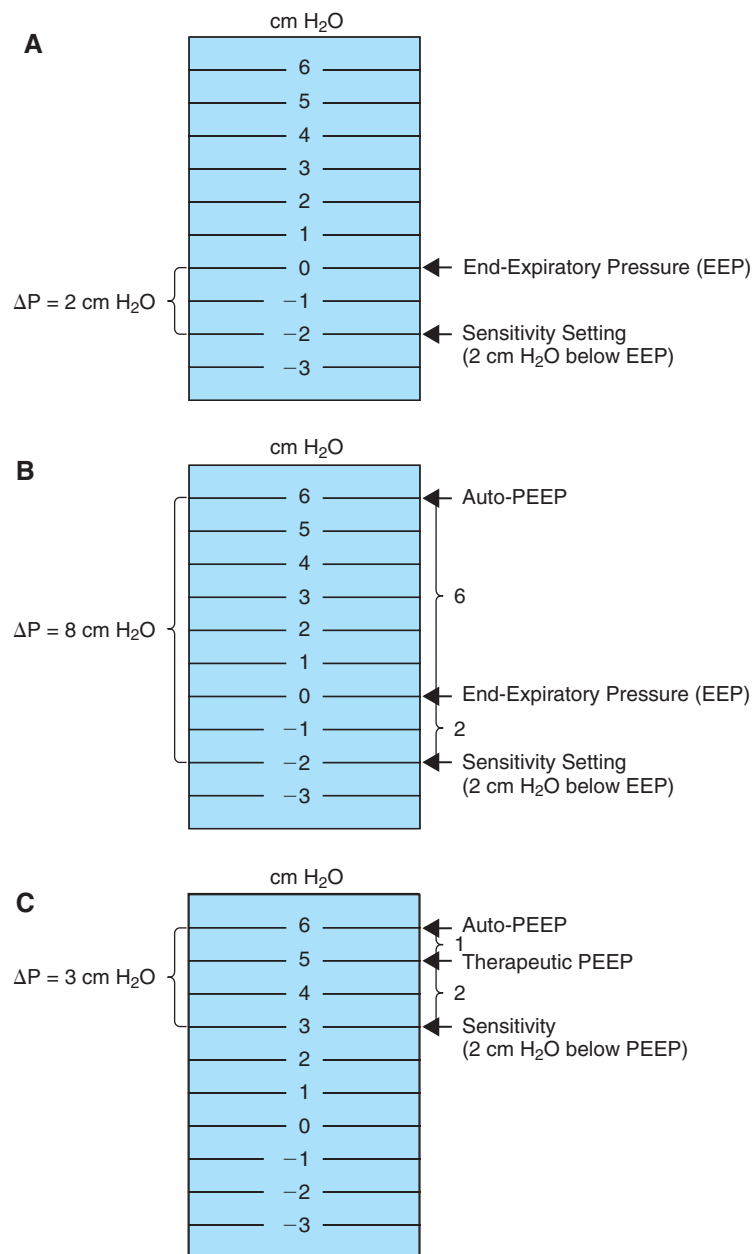 A
cm H₂O
6
5
4
3
2
1
0
−1
−2
−3
ΔP = 2 cm H₂O
End-Expiratory Pressure (EEP)
Sensitivity Setting
(2 cm H₂O below EEP)
B
cm H₂O
6
5
4
3
2
1
0
−1
−2
−3
ΔP = 8 cm H₂O
Auto-PEEP
6
End-Expiratory Pressure (EEP)
2
Sensitivity Setting
(2 cm H₂O below EEP)
C
cm H₂O
6
5
4
3
2
1
0
−1
−2
−3
ΔP = 3 cm H₂O
Auto-PEEP
1
Therapeutic PEEP
2
Sensitivity
(2 cm H₂O below PEEP)